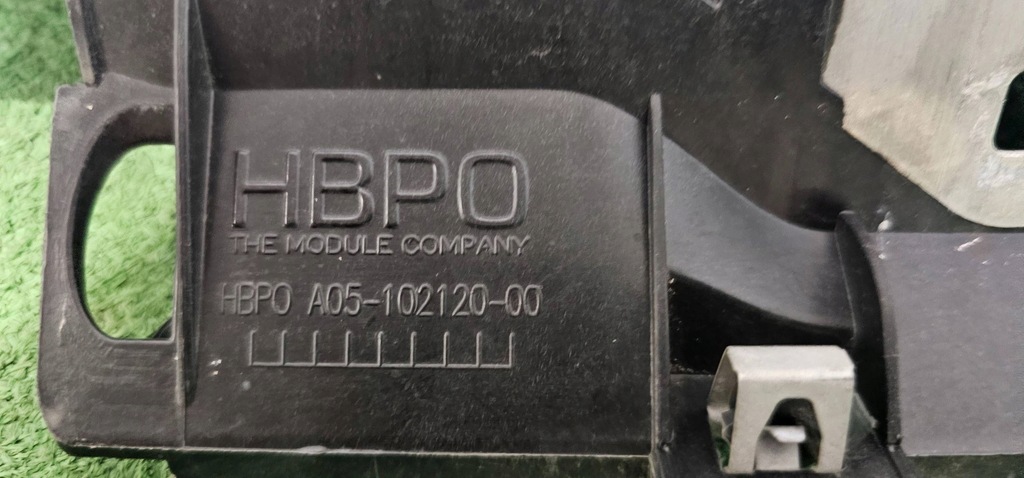 HBPO
THE MODULE COMPANY
HBPO A05-102120-00